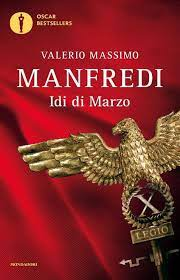 OSCAR
BESTSELLERS
VALERIO MASSIMO
MANFREDI
Idi di Marzo
X
LEGIO
MONDADORI